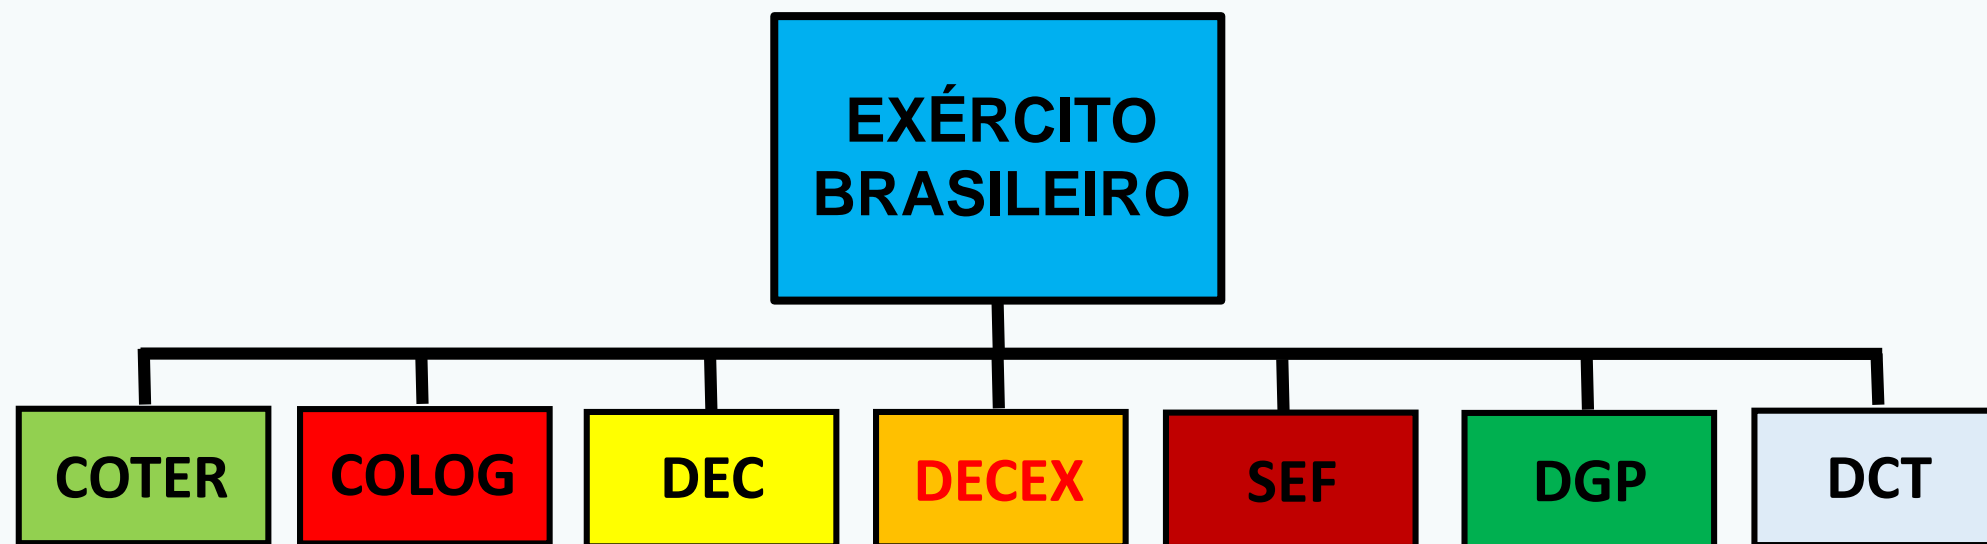 EXÉRCITO
BRASILEIRO
COTER
COLOG
DEC
DECEX
SEF
DGP
DCT